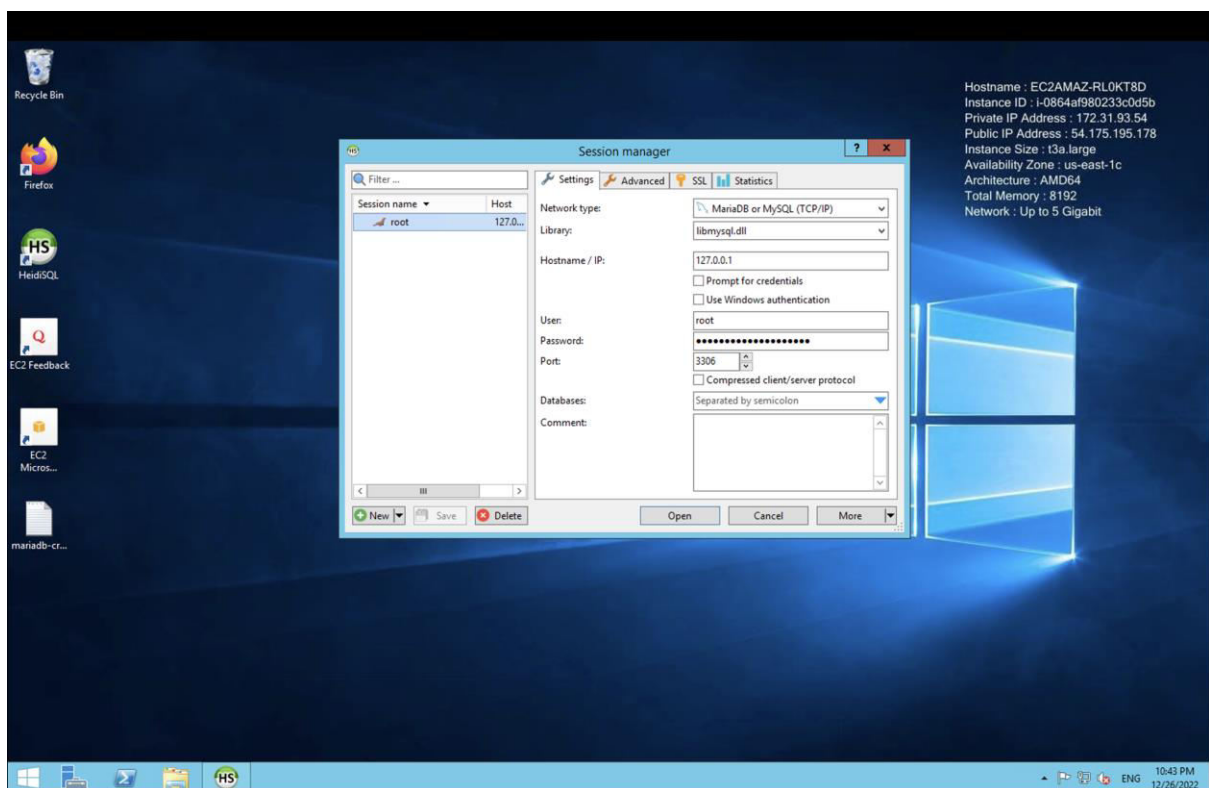 Recycle Bin
Firefox
HS
HeidiSQL
Q
EC2 Feedback
EC2
Micros...
mariadb-cr...
Hostname : EC2AMAZ-RL0KT8D
Instance ID : i-0864af980233c0d5b
Private IP Address : 172.31.93.54
Public IP Address : 54.175.195.178
Instance Size : t3a.large
Availability Zone : us-east-1c
Architecture : AMD64
Total Memory : 8192
Network : Up to 5 Gigabit
HS Session manager ? X
Filter ...
Session name Host
root 127.0...
Settings Advanced SSL Statistics
Network type: MariaDB or MySQL (TCP/IP)
Library: libmysql.dll
Hostname / IP: 127.0.0.1
Prompt for credentials
Use Windows authentication
User: root
Password: ••••••••••••••••••••
Port: 3306
Compressed client/server protocol
Databases: Separated by semicolon
Comment:
New Save Delete Open Cancel More
HS
ENG 10:43 PM
12/26/2022